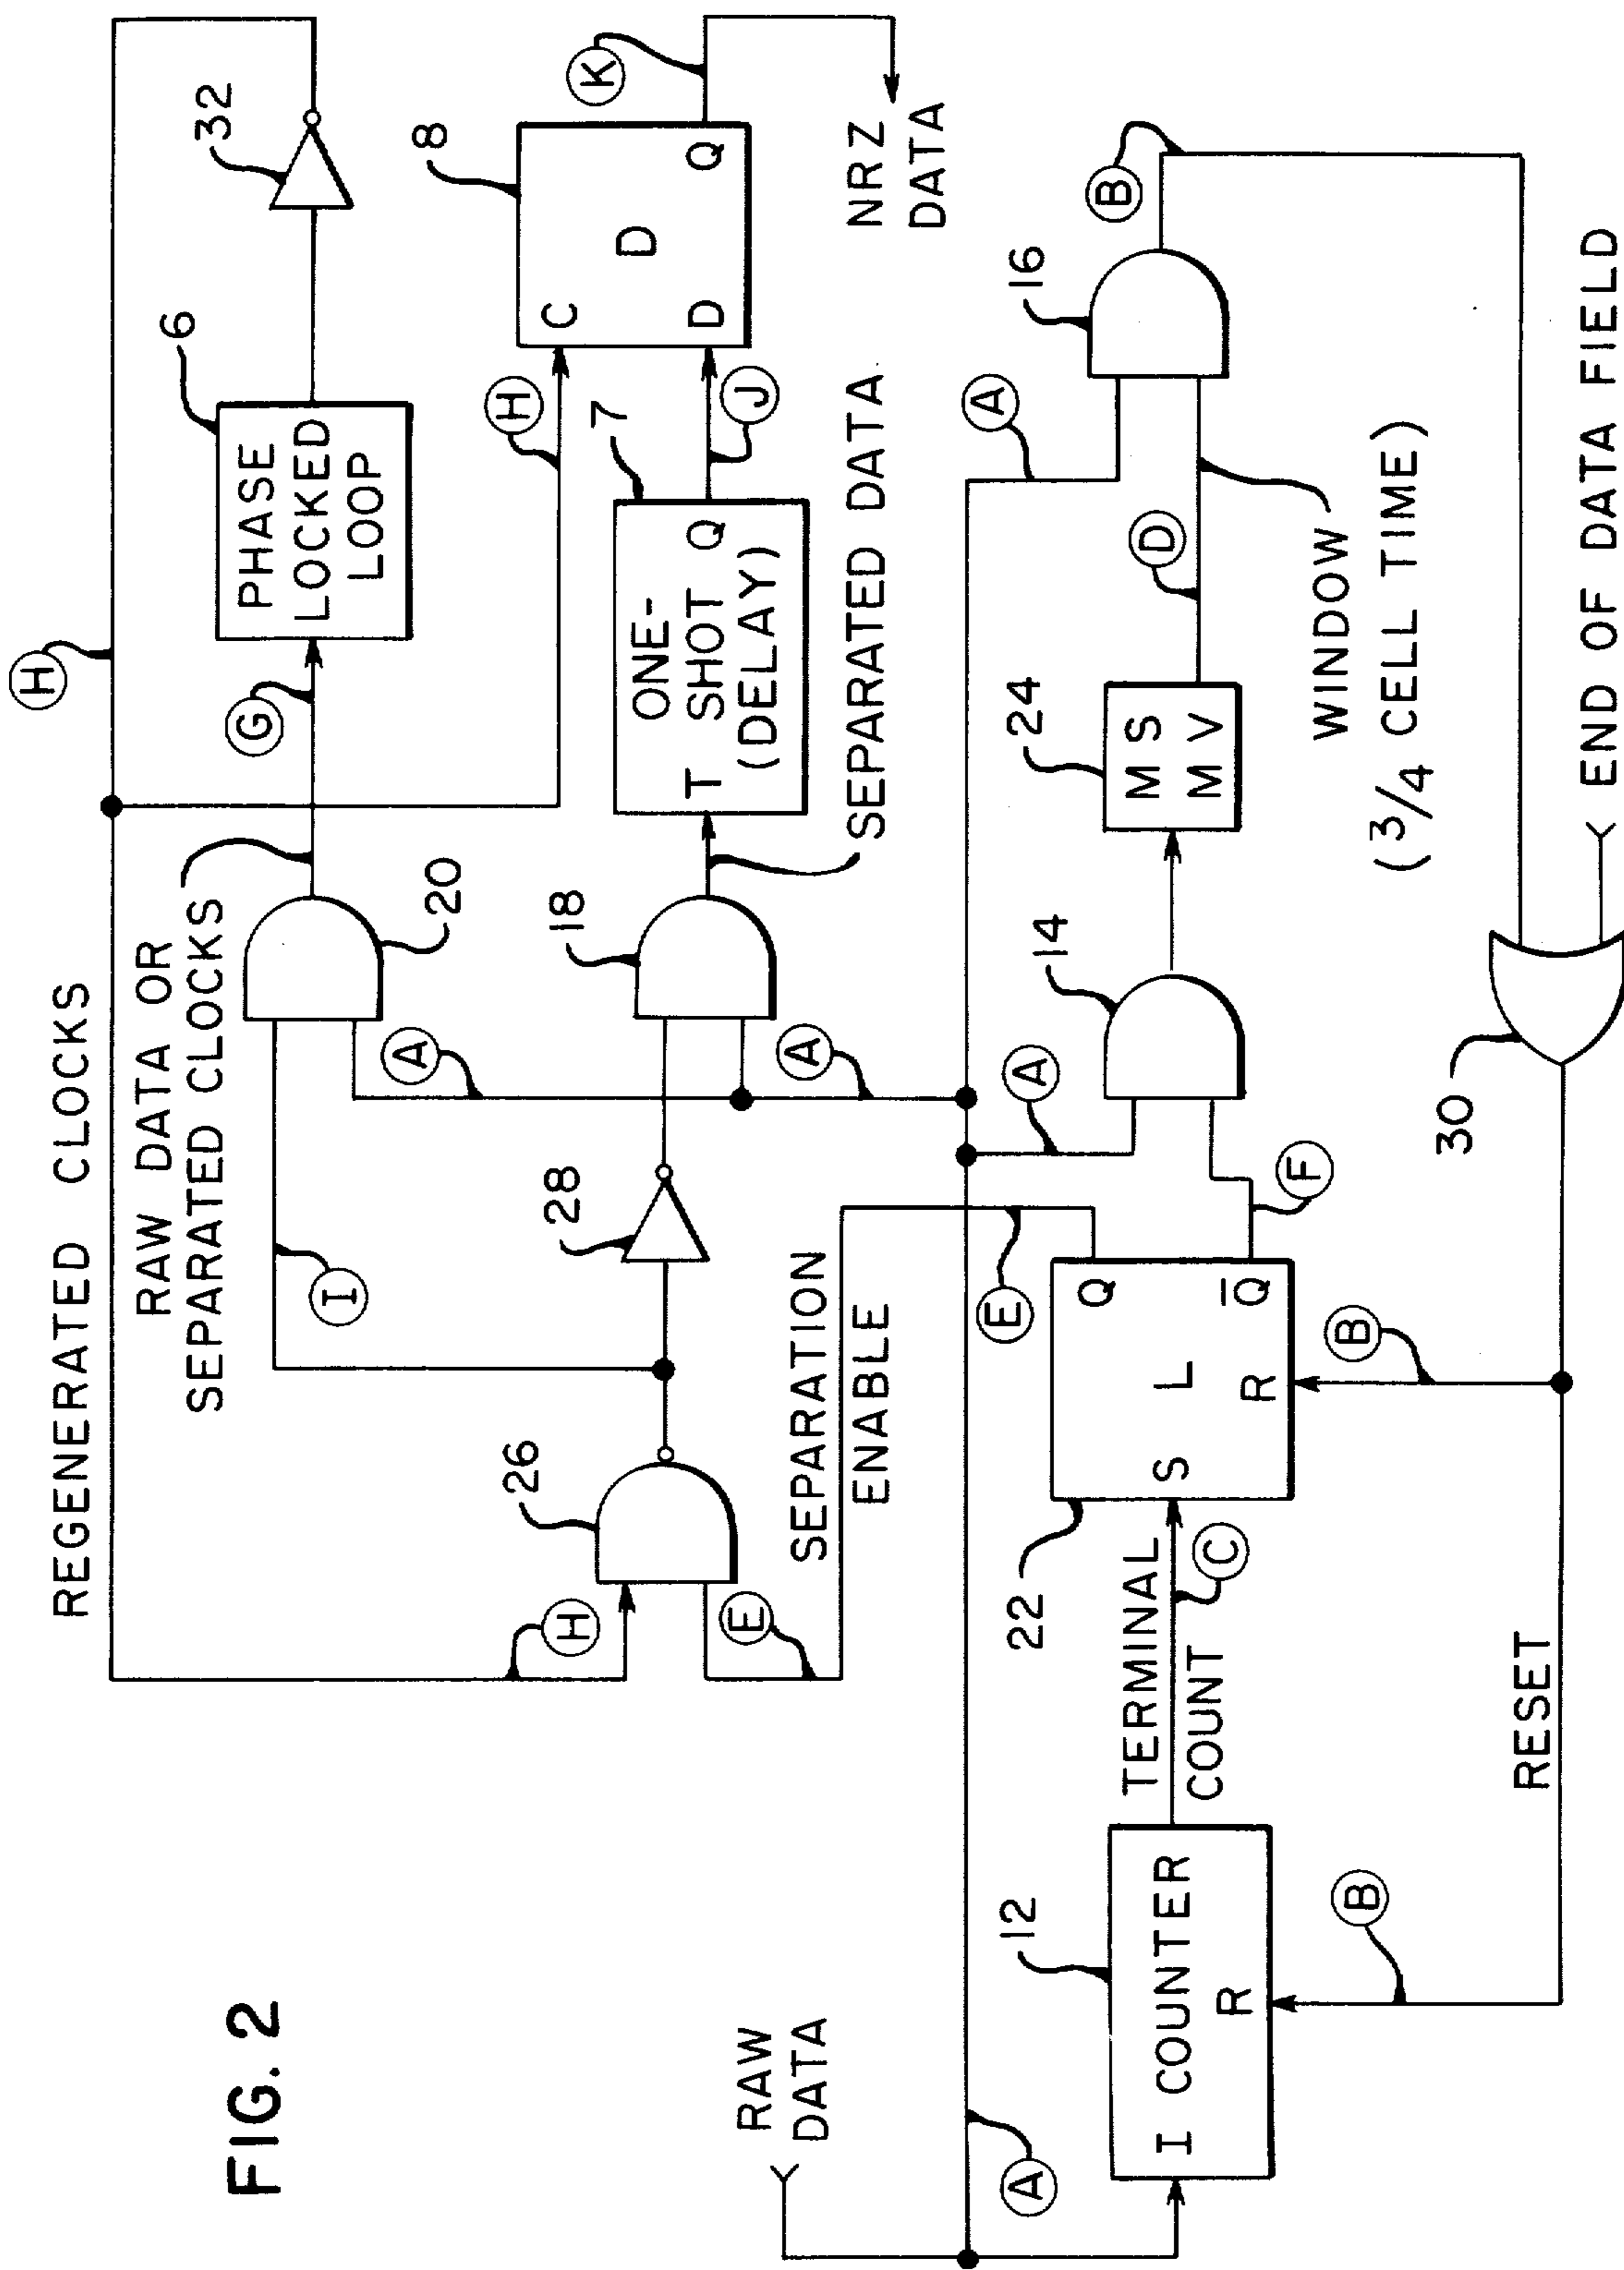 FIG. 2
REGENERATED CLOCKS
H
RAW DATA OR
SEPARATED CLOCKS
G
6
PHASE
LOCKED
LOOP
32
I
20
A
H
8
C
D
D
Q
K
NRZ
DATA
H
26
28
18
7
ONE-
T SHOT Q
(DELAY)
J
E
SEPARATION
ENABLE
A
SEPARATED DATA
RAW
DATA
A
12
I COUNTER
R
TERMINAL
COUNT
C
22
S L
Q
Q̅
R
E
F
A
14
24
M S
M V
D
A
16
B
WINDOW
(3/4 CELL TIME)
B
B
RESET
30
END OF DATA FIELD